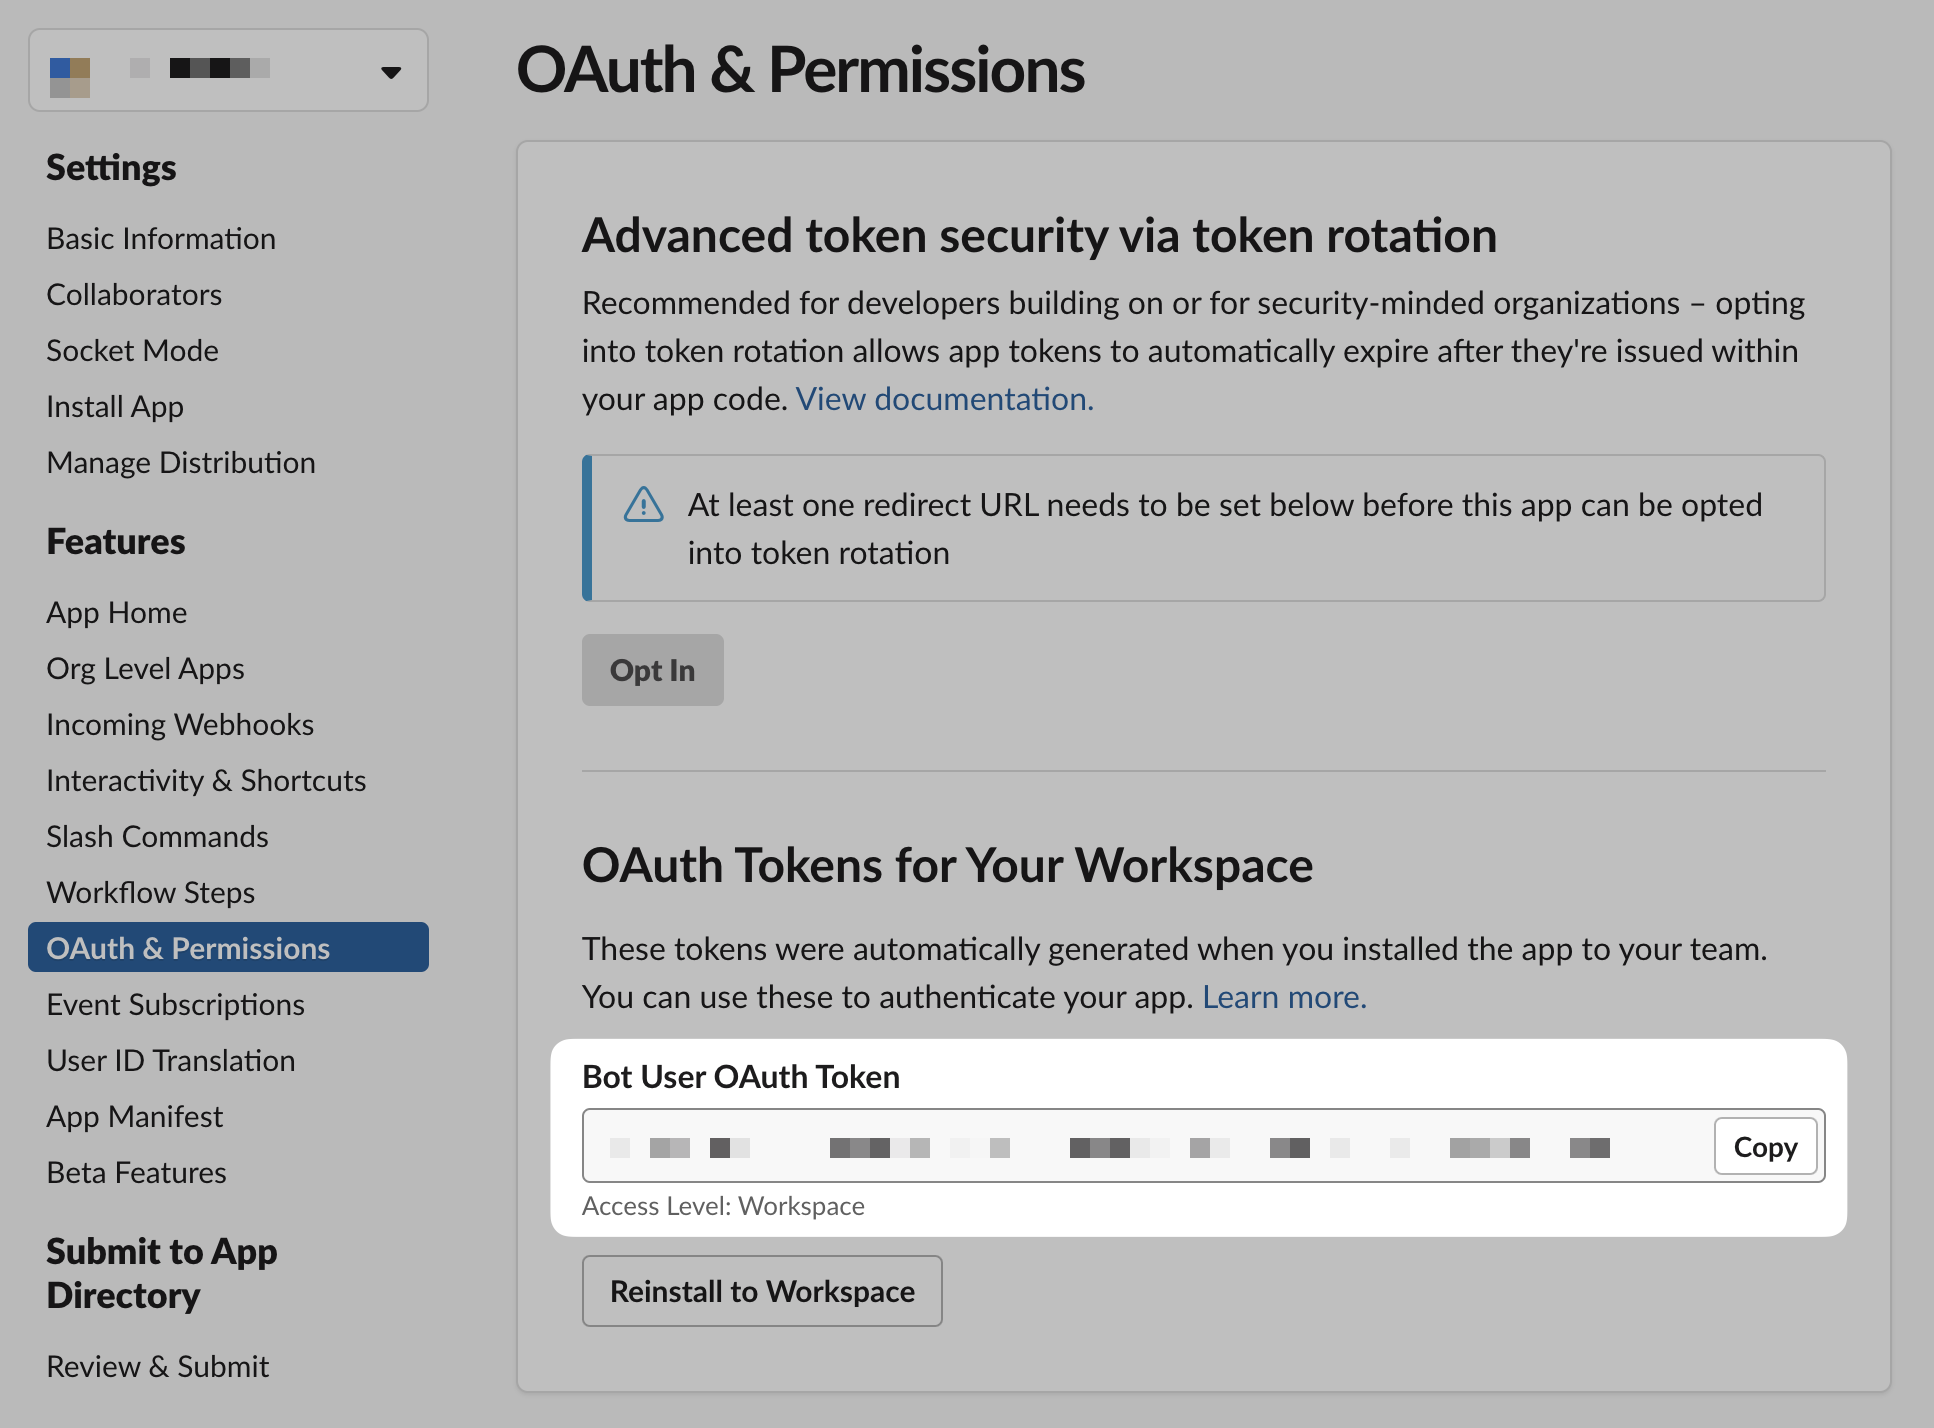 OAuth & Permissions
Settings
Basic Information
Collaborators
Socket Mode
Install App
Manage Distribution
Features
App Home
Org Level Apps
Incoming Webhooks
Interactivity & Shortcuts
Slash Commands
Workflow Steps
OAuth & Permissions
Event Subscriptions
User ID Translation
App Manifest
Beta Features
Submit to App
Directory
Review & Submit
Advanced token security via token rotation
Recommended for developers building on or for security-minded organizations – opting
into token rotation allows app tokens to automatically expire after they're issued within
your app code. View documentation.
At least one redirect URL needs to be set below before this app can be opted
into token rotation
Opt In
OAuth Tokens for Your Workspace
These tokens were automatically generated when you installed the app to your team.
You can use these to authenticate your app. Learn more.
Bot User OAuth Token
Copy
Access Level: Workspace
Reinstall to Workspace